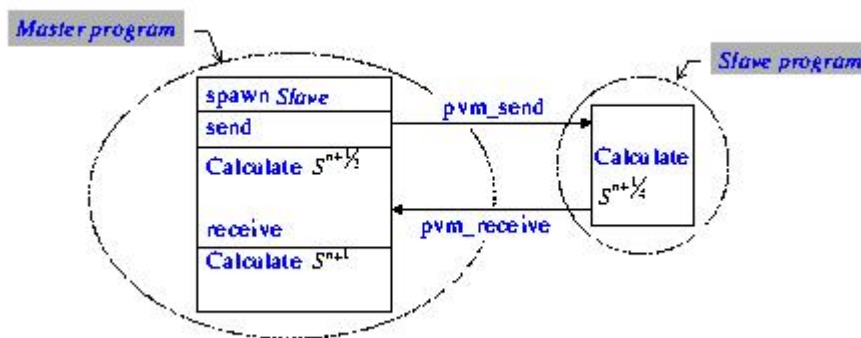 Master program
Slave program
spawn Slave
send
pvm_send
Calculate S^{n+1/2}
Calculate
S^{n+1/4}
receive
pvm_receive
Calculate S^{n+1}